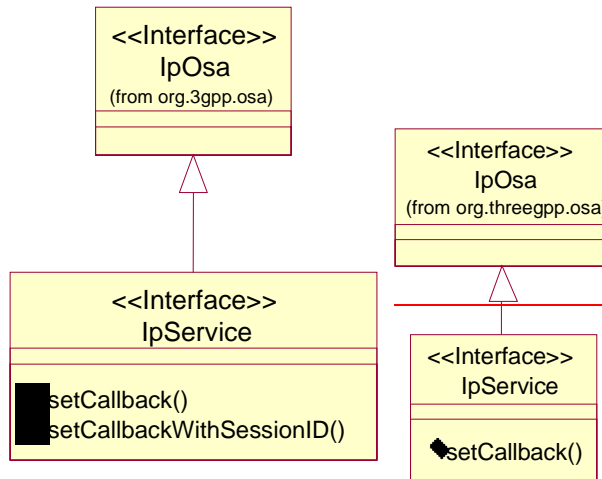 <<Interface>>
IpOsa
(from org.3gpp.osa)
<<Interface>>
IpService
setCallback()
setCallbackWithSessionID()
<<Interface>>
IpOsa
(from org.threegpp.osa
<<Interface>>
IpService
setCallback()